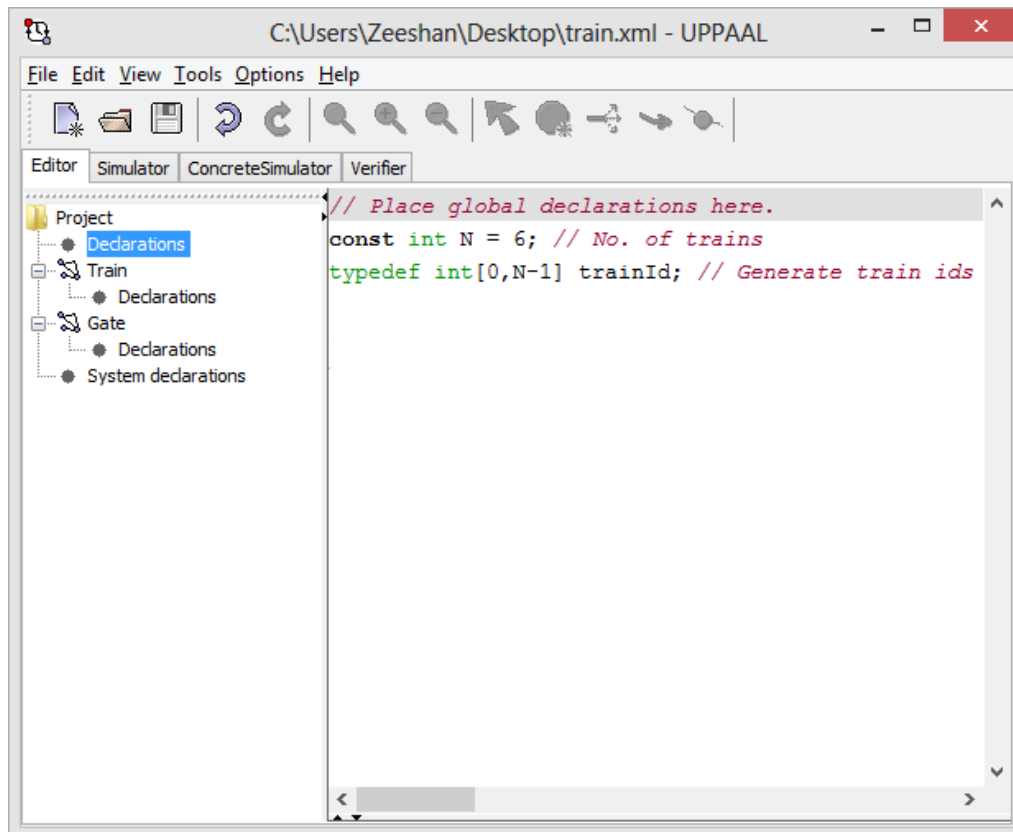 C:\Users\Zeeshan\Desktop\train.xml - UPPAAL
File Edit View Tools Options Help
Editor Simulator ConcreteSimulator Verifier
Project
Declarations
Train
Declarations
Gate
Declarations
System declarations
// Place global declarations here.
const int N = 6; // No. of trains
typedef int[0,N-1] trainId; // Generate train ids